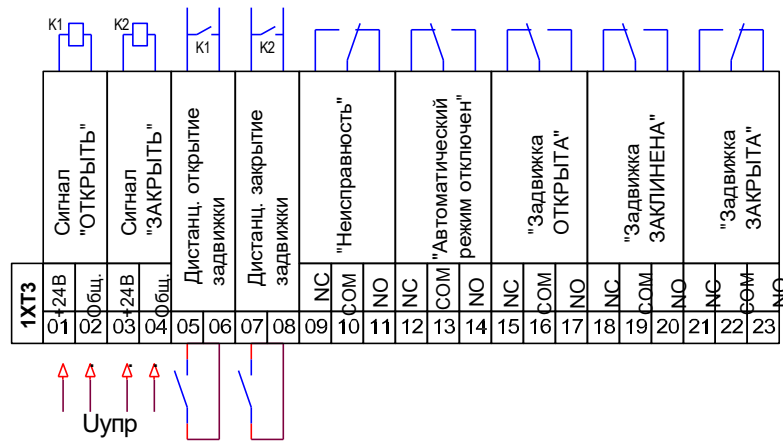 K1
K2
K1
K2
Сигнал
"ОТКРЫТЬ"
Сигнал
"ЗАКРЫТЬ"
Дистанц. открытие
задвижки
Дистанц. закрытие
задвижки
"Неисправность"
"Автоматический
режим отключен"
"Задвижка
ОТКРЫТА"
"Задвижка
ЗАКЛИНЕНА"
"Задвижка
ЗАКРЫТА"
1XT3
+24В
Общ.
+24В
Общ.
NC
COM
NO
NC
COM
NO
NC
COM
NO
NC
COM
NO
NC
COM
NO
01 02 03 04 05 06 07 08 09 10 11 12 13 14 15 16 17 18 19 20 21 22 23
Uупр